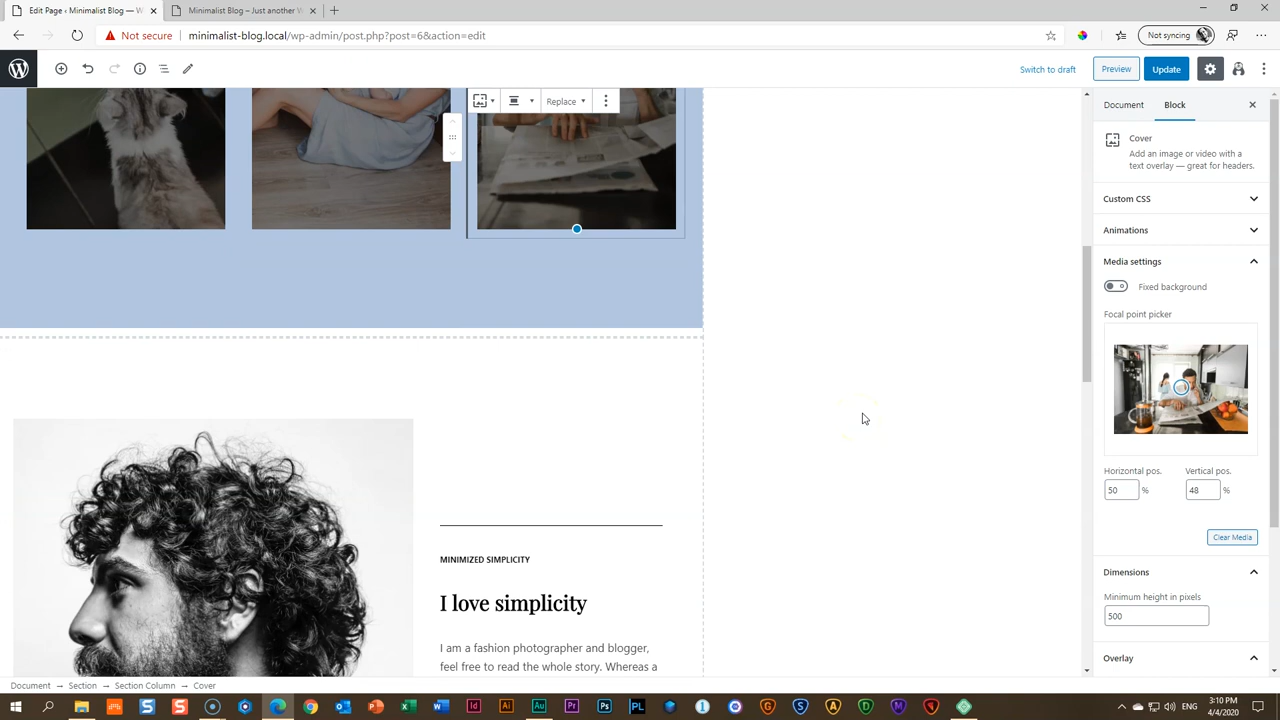 Edit Page ‹ Minimalist Blog — W
Minimalist Blog – Just another W
Not secure
minimalist-blog.local/wp-admin/post.php?post=6&action=edit
Not syncing
Switch to draft
Preview
Update
Replace
Document
Block
Cover
Add an image or video with a
text overlay — great for headers.
Custom CSS
Animations
Media settings
Fixed background
Focal point picker
Horizontal pos.
Vertical pos.
50 %
48 %
Clear Media
Dimensions
Minimum height in pixels
500
Overlay
MINIMIZED SIMPLICITY
I love simplicity
I am a fashion photographer and blogger,
feel free to read the whole story. Whereas a
Document → Section → Section Column → Cover
3:10 PM
4/4/2020
ENG